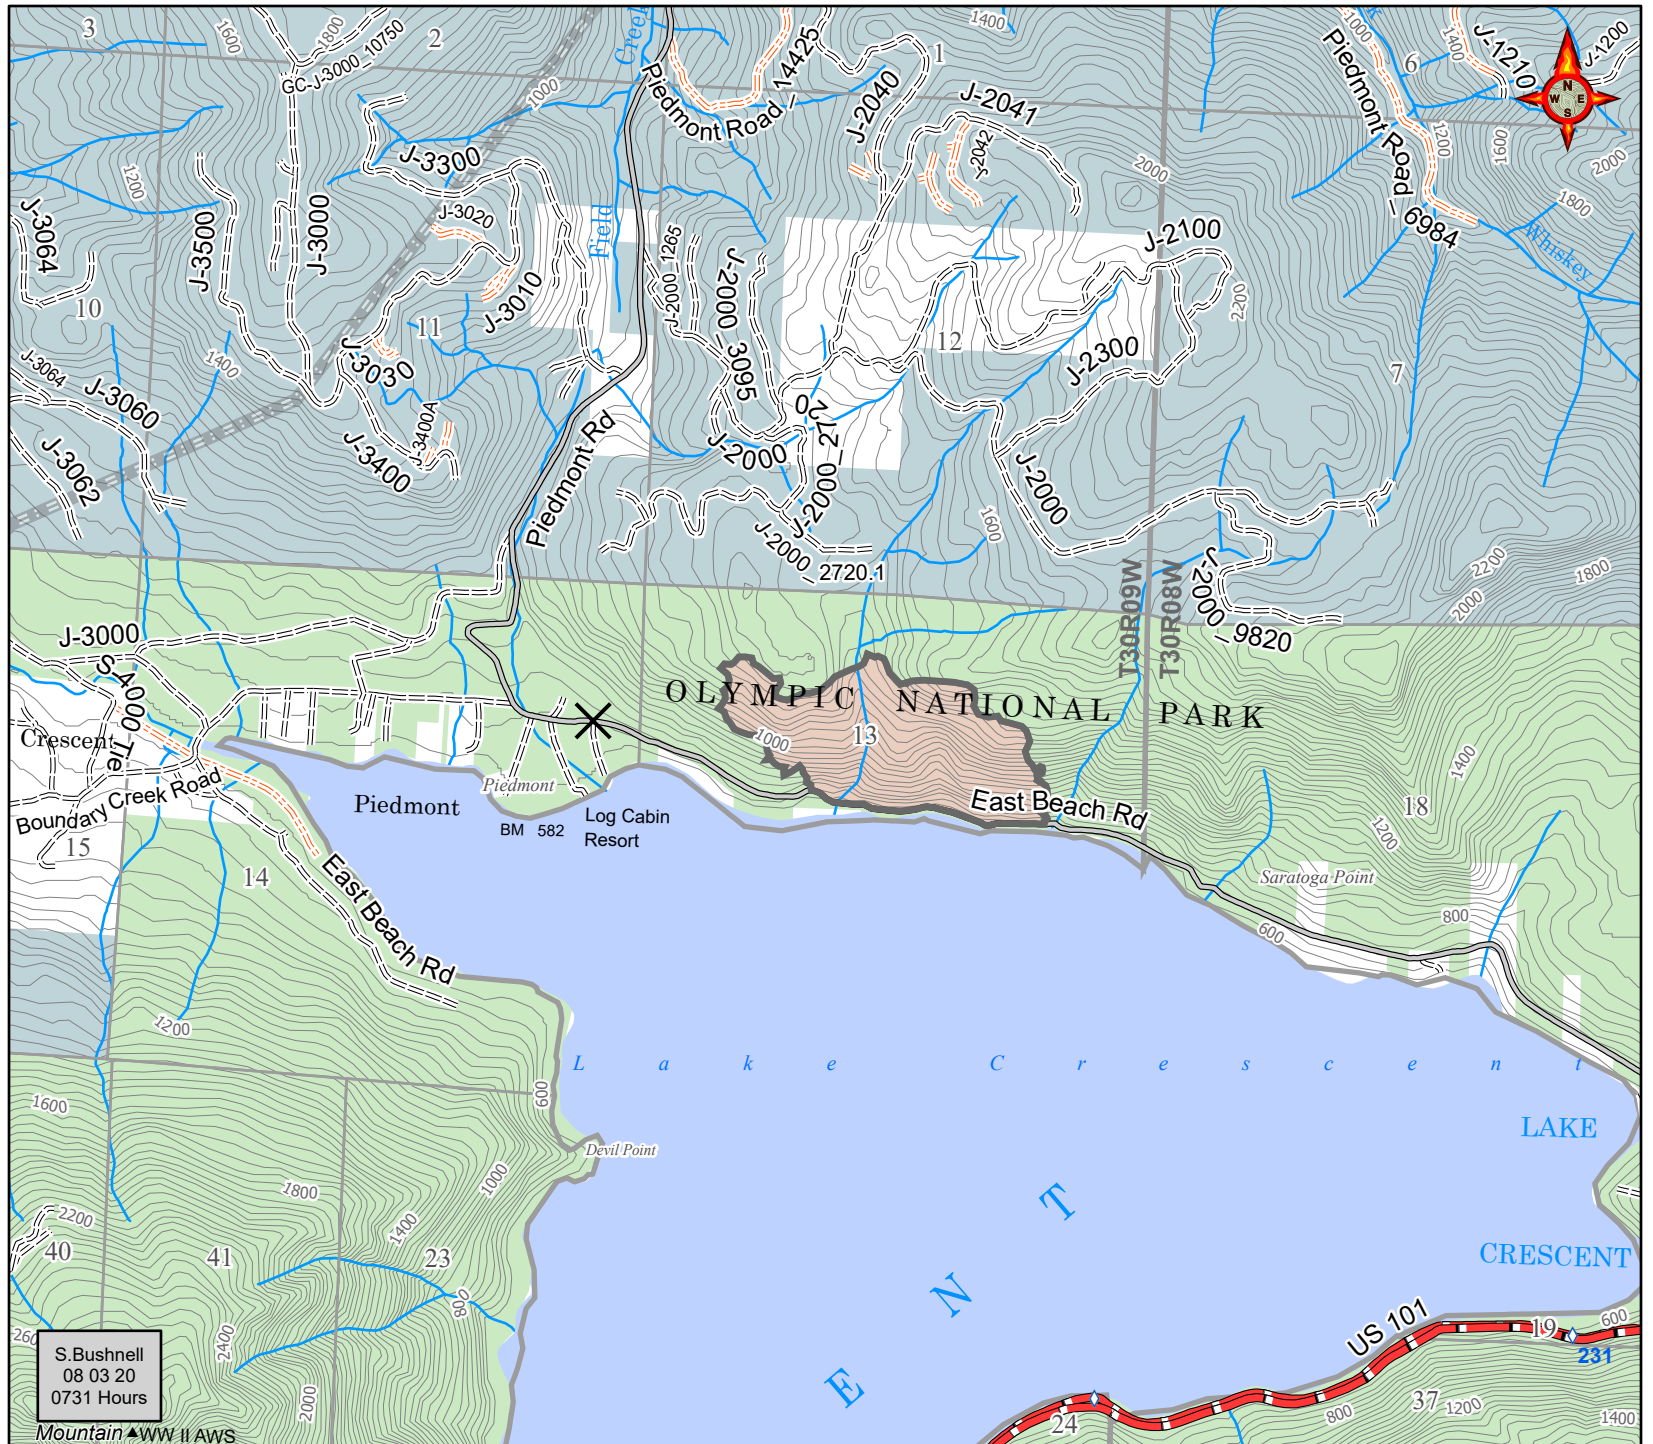 3
1600
1800
GC-J-3000_10750
2
1000
Creek
Piedmont Road_14425
1400
1
J-2040
J-2041
J-2042
1000
1400
6
J-1210
J-1200
N
W
E
S
Piedmont Road_6984
1200
1600
2000
1800
Whiskey
1200
J-3300
J-3020
J-3064
J-3500
J-3000
J-3010
Field
J-2000_1265
J-2000_3095
2000
J-2100
2200
10
11
12
7
J-3064
1400
J-3030
J-2300
J-3060
J-3400A
J-3062
J-3400
Piedmont Rd
J-2000
J-2000_2720
J-2000
1600
J-2000_2720.1
T30R09W
T30R08W
J-2000_9820
2200
1800
2000
J-3000
S-4000 Tie
OLYMPIC NATIONAL PARK
Crescent
1000
13
Boundary Creek Road
Piedmont
Piedmont
BM 582
Log Cabin
Resort
East Beach Rd
1400
18
1200
15
14
East Beach Rd
Saratoga Point
800
600
1200
Lake Crescent
1600
600
LAKE
Devil Point
1800
1000
T
2200
1400
40
41
23
CRESCENT
N
800
2600
2400
US 101
19
600
231
S.Bushnell
08 03 20
0731 Hours
2000
E
24
800
37
1200
1400
Mountain
WW II AWS